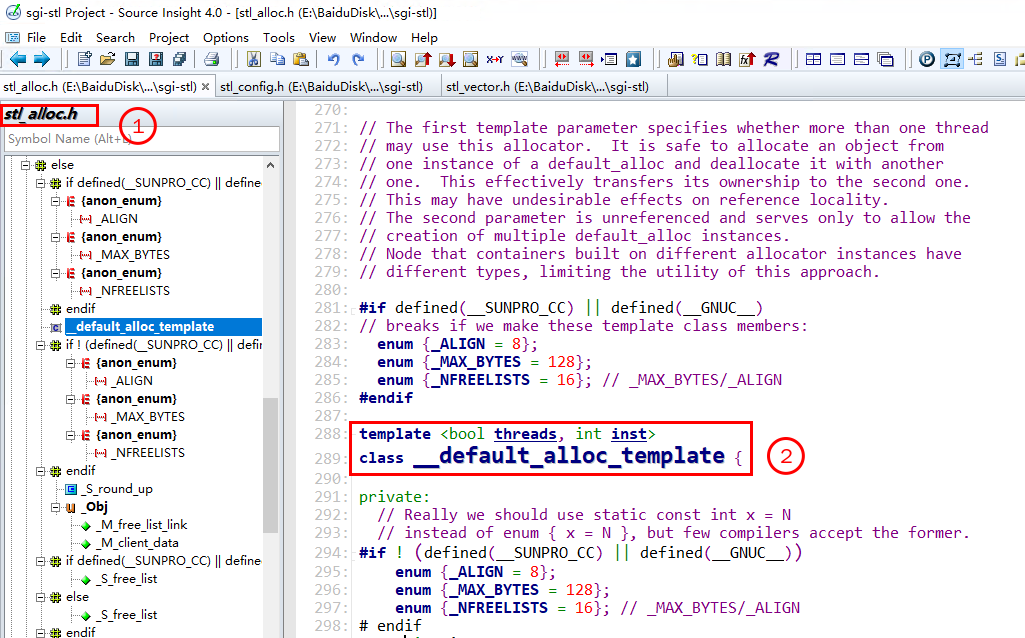 sgi-stl Project - Source Insight 4.0 - [stl_alloc.h (E:\BaiduDisk\...\sgi-stl)]
File Edit Search Project Options Tools View Window Help
stl_alloc.h (E:\BaiduDisk\...\sgi-stl) × stl_config.h (E:\BaiduDisk\...\sgi-stl) stl_vector.h (E:\BaiduDisk\...\sgi-stl)
stl_alloc.h
1
Symbol Name (Alt+L)
else
if defined(__SUNPRO_CC) || define
{anon_enum}
_ALIGN
{anon_enum}
_MAX_BYTES
{anon_enum}
_NFREELISTS
endif
__default_alloc_template
if ! (defined(__SUNPRO_CC) || defin
{anon_enum}
_ALIGN
{anon_enum}
_MAX_BYTES
{anon_enum}
_NFREELISTS
endif
_S_round_up
_Obj
_M_free_list_link
_M_client_data
if defined(__SUNPRO_CC) || define
_S_free_list
else
_S_free_list
endif
270:
271: // The first template parameter specifies whether more than one thread
272: // may use this allocator.  It is safe to allocate an object from
273: // one instance of a default_alloc and deallocate it with another
274: // one.  This effectively transfers its ownership to the second one.
275: // This may have undesirable effects on reference locality.
276: // The second parameter is unreferenced and serves only to allow the
277: // creation of multiple default_alloc instances.
278: // Node that containers built on different allocator instances have
279: // different types, limiting the utility of this approach.
280:
281: #if defined(__SUNPRO_CC) || defined(__GNUC__)
282: // breaks if we make these template class members:
283:   enum {_ALIGN = 8};
284:   enum {_MAX_BYTES = 128};
285:   enum {_NFREELISTS = 16}; // _MAX_BYTES/_ALIGN
286: #endif
287:
288: template <bool threads, int inst>
289: class __default_alloc_template {
2
290:
291: private:
292:   // Really we should use static const int x = N
293:   // instead of enum { x = N }, but few compilers accept the former.
294: #if ! (defined(__SUNPRO_CC) || defined(__GNUC__))
295:     enum {_ALIGN = 8};
296:     enum {_MAX_BYTES = 128};
297:     enum {_NFREELISTS = 16}; // _MAX_BYTES/_ALIGN
298: # endif